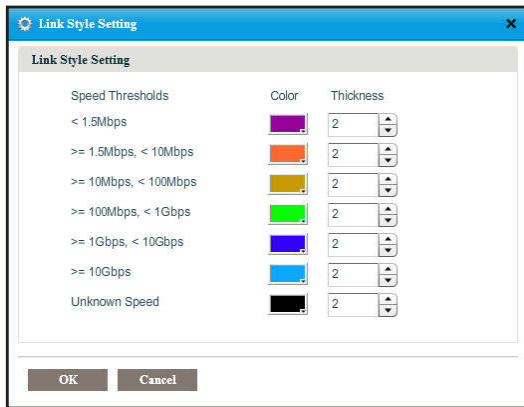 Link Style Setting
Link Style Setting
Speed Thresholds Color Thickness
< 1.5Mbps 2
>= 1.5Mbps, < 10Mbps 2
>= 10Mbps, < 100Mbps 2
>= 100Mbps, < 1Gbps 2
>= 1Gbps, < 10Gbps 2
>= 10Gbps 2
Unknown Speed 2
OK Cancel